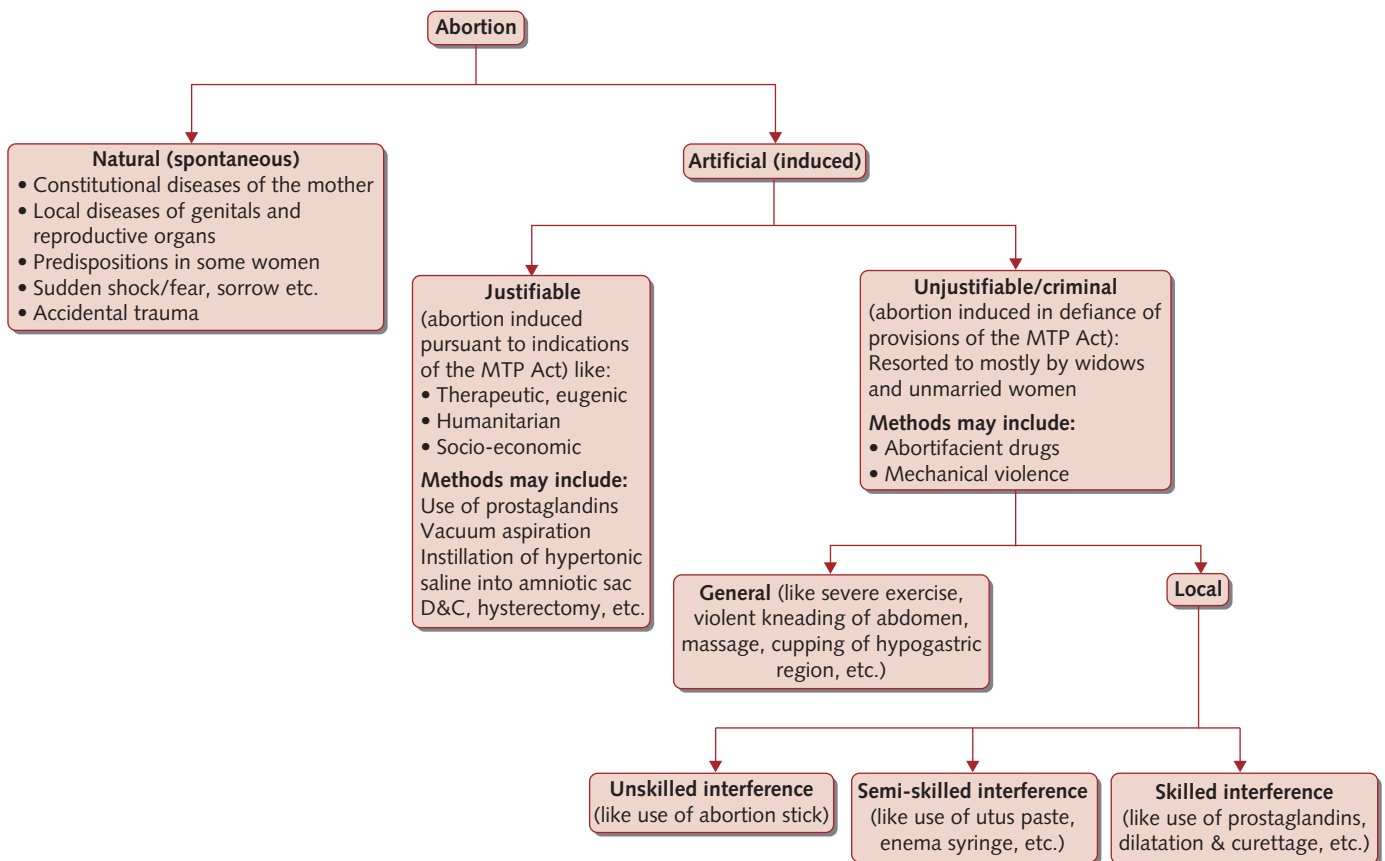 Abortion
Natural (spontaneous)
• Constitutional diseases of the mother
• Local diseases of genitals and
reproductive organs
• Predispositions in some women
• Sudden shock/fear, sorrow etc.
• Accidental trauma
Artificial (induced)
Justifiable
(abortion induced
pursuant to indications
of the MTP Act) like:
• Therapeutic, eugenic
• Humanitarian
• Socio-economic
Methods may include:
Use of prostaglandins
Vacuum aspiration
Instillation of hypertonic
saline into amniotic sac
D&C, hysterectomy, etc.
Unjustifiable/criminal
(abortion induced in defiance of
provisions of the MTP Act):
Resorted to mostly by widows
and unmarried women
Methods may include:
• Abortifacient drugs
• Mechanical violence
General (like severe exercise,
violent kneading of abdomen,
massage, cupping of hypogastric
region, etc.)
Local
Unskilled interference
(like use of abortion stick)
Semi-skilled interference
(like use of utus paste,
enema syringe, etc.)
Skilled interference
(like use of prostaglandins,
dilatation & curettage, etc.)